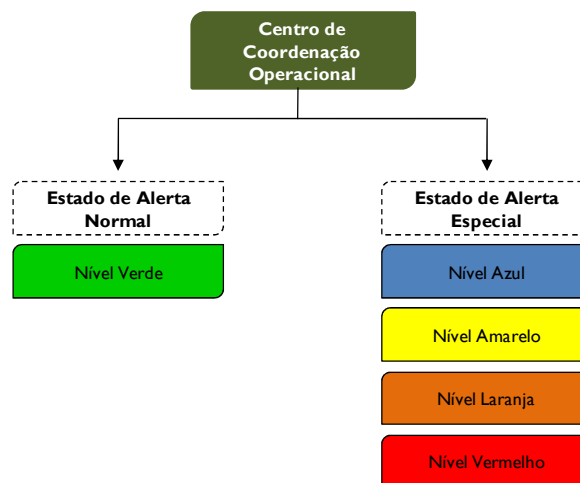 Centro de
Coordenação
Operacional
Estado de Alerta
Normal
Nível Verde
Estado de Alerta
Especial
Nível Azul
Nível Amarelo
Nível Laranja
Nível Vermelho